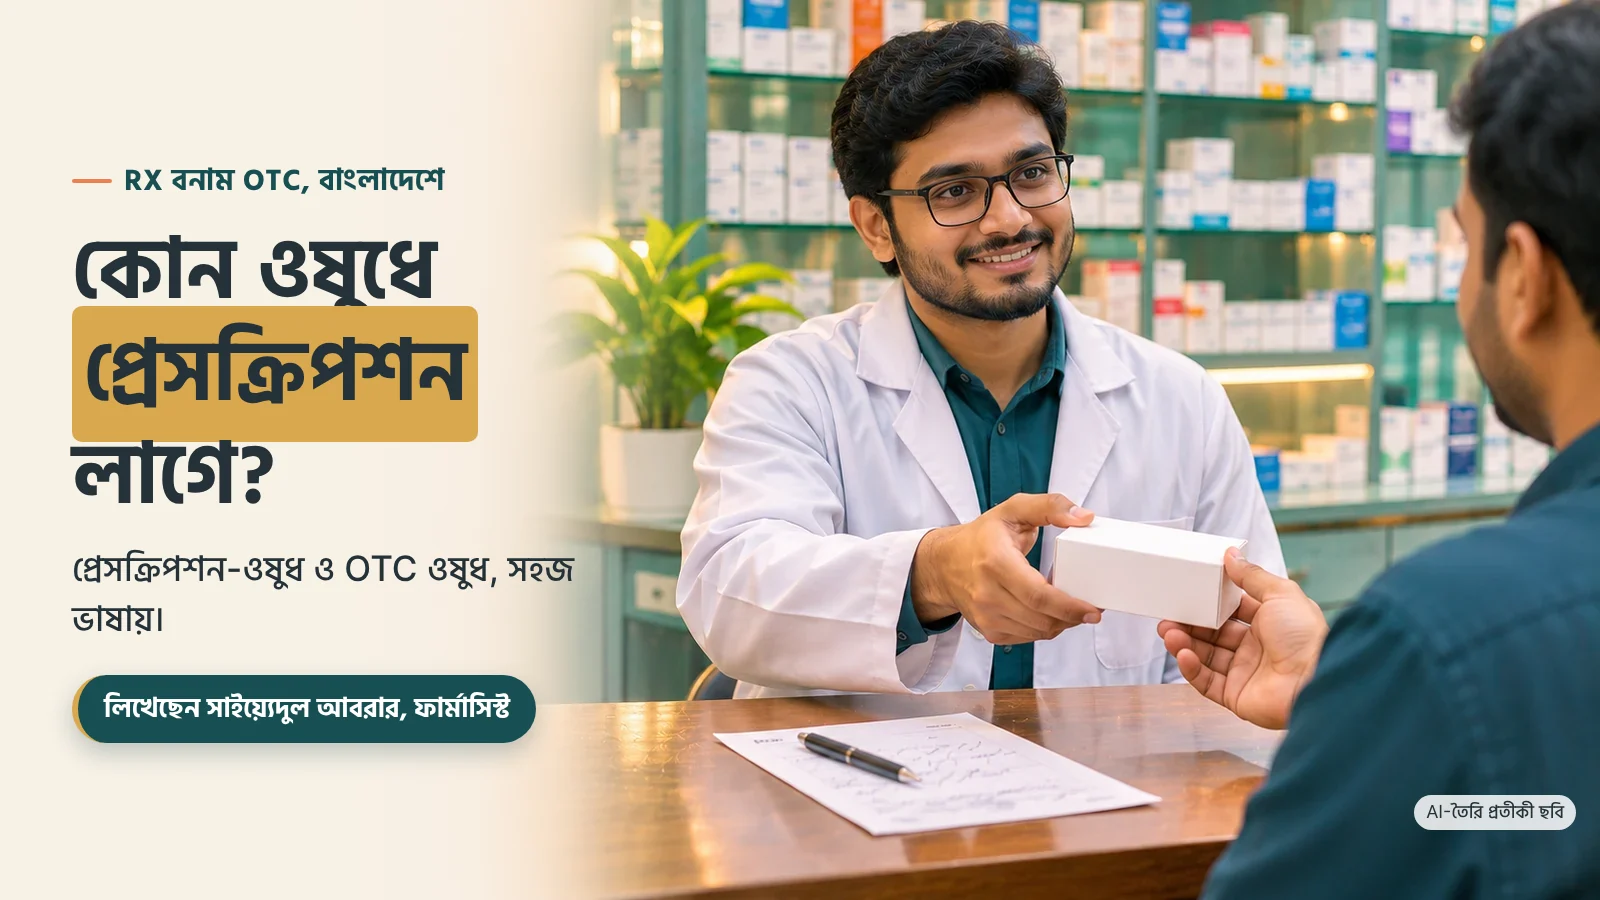 RX বনাম OTC, বাংলাদেশে
কোন ওষুধে
প্রেসক্রিপশন
লাগে?
প্রেসক্রিপশন-ওষুধ ও OTC ওষুধ, সহজ
ভাষায়।
লিখেছেন সাইয়্যেদুল আবরার, ফার্মাসিস্ট
AI-তৈরি প্রতীকী ছবি